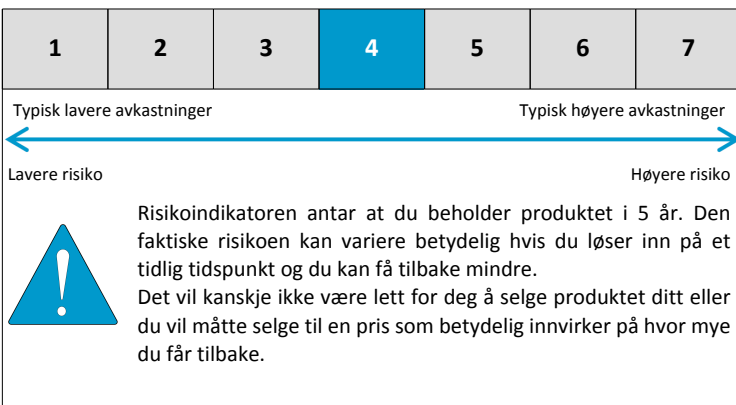 1 2 3 4 5 6 7
Typisk lavere avkastninger Typisk høyere avkastninger
Lavere risiko Høyere risiko
Risikoindikatoren antar at du beholder produktet i 5 år. Den
faktiske risikoen kan variere betydelig hvis du løser inn på et
tidlig tidspunkt og du kan få tilbake mindre.
Det vil kanskje ikke være lett for deg å selge produktet ditt eller
du vil måtte selge til en pris som betydelig innvirker på hvor mye
du får tilbake.